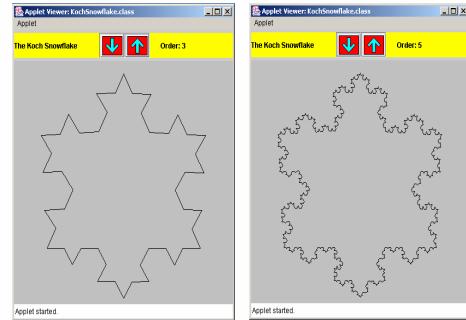 Applet Viewer: KochSnowflake.class
Applet
The Koch Snowflake
Order: 3
Applet started.
Applet Viewer: KochSnowflake.class
Applet
The Koch Snowflake
Order: 5
Applet started.